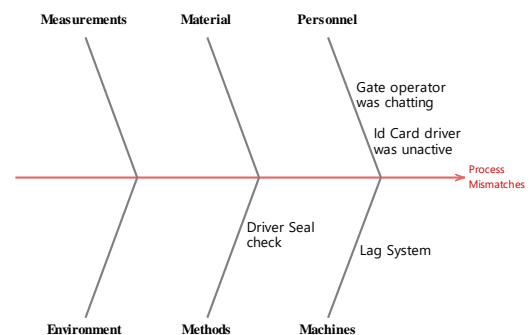 Measurements
Material
Personnel
Gate operator
was chatting
Id Card driver
was unactive
Process
Mismatches
Driver Seal
check
Lag System
Environment
Methods
Machines